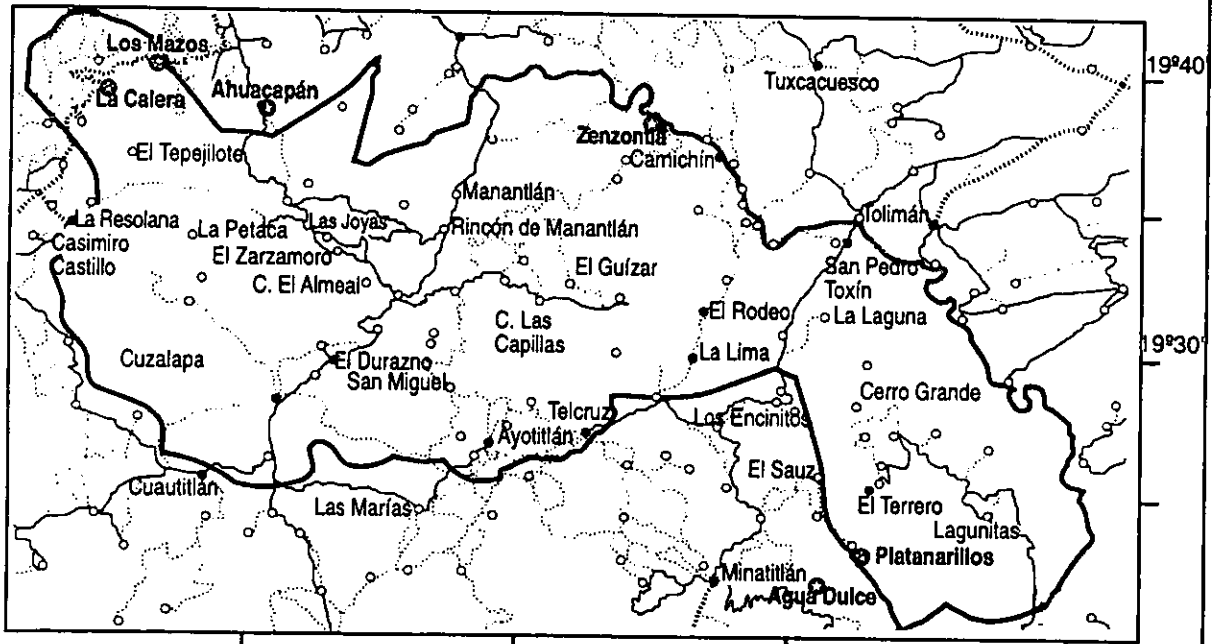 Los Mazos
La Calera
Ahuacapán
Tuxcacuesco
19º40'
Zenzontla
Camichín
El Tepejilote
Manantlán
La Resolana
Casimiro
Castillo
La Petaca
Las Joyas
Rincón de Manantlán
Tolimán
El Zarzamoro
C. El Almeal
El Guízar
San Pedro
Toxín
C. Las
Capillas
El Rodeo
La Laguna
Cuzalapa
El Durazno
San Miguel
La Lima
19º30'
Cerro Grande
Telcruz
Ayotitlán
Los Encinitos
Cuautitlán
Las Marías
El Sauz
El Terrero
Lagunitas
Platanarillos
Minatitlán
Agua Dulce